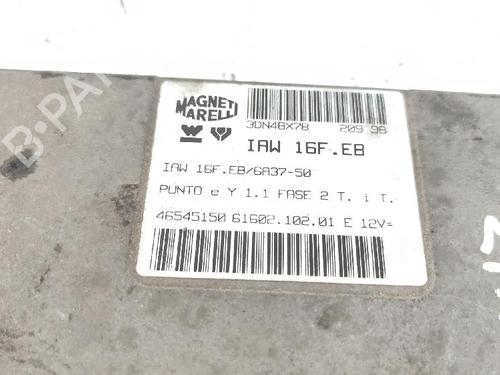 MAGNETI
MARELLI
3DN48X78 209 98
IAW 16F.EB
IAW 16F.EB/6A37-50
PUNTO e Y 1.1 FASE 2 T. i T.
46545150 61602.102.01 E 12V=
B-PA